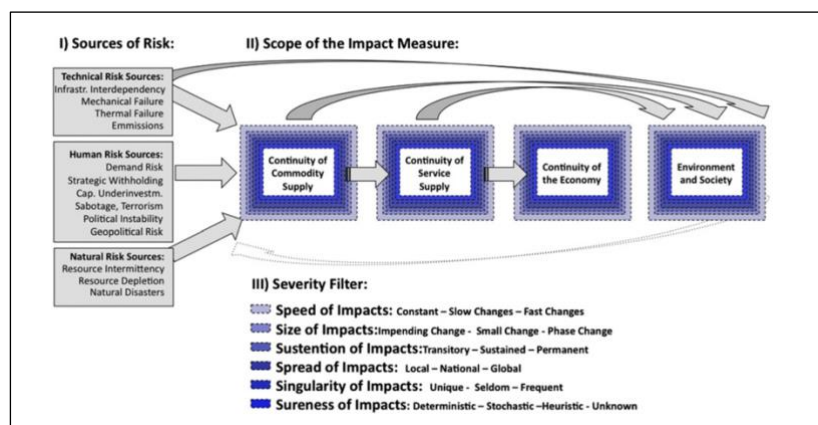 I) Sources of Risk:
II) Scope of the Impact Measure:
Technical Risk Sources:
Infrastr. Interdependency
Mechanical Failure
Thermal Failure
Emmissions
Human Risk Sources:
Demand Risk
Strategic Withholding
Cap. Underinvestm.
Sabotage, Terrorism
Political Instability
Geopolitical Risk
Natural Risk Sources:
Resource Intermittency
Resource Depletion
Natural Disasters
Continuity of
Commodity
Supply
Continuity of
Service
Supply
Continuity of
the Economy
Environment
and Society
III) Severity Filter:
Speed of Impacts: Constant – Slow Changes – Fast Changes
Size of Impacts:Impending Change - Small Change - Phase Change
Sustention of Impacts:Transitory – Sustained – Permanent
Spread of Impacts: Local – National – Global
Singularity of Impacts: Unique - Seldom – Frequent
Sureness of Impacts: Deterministic – Stochastic –Heuristic - Unknown